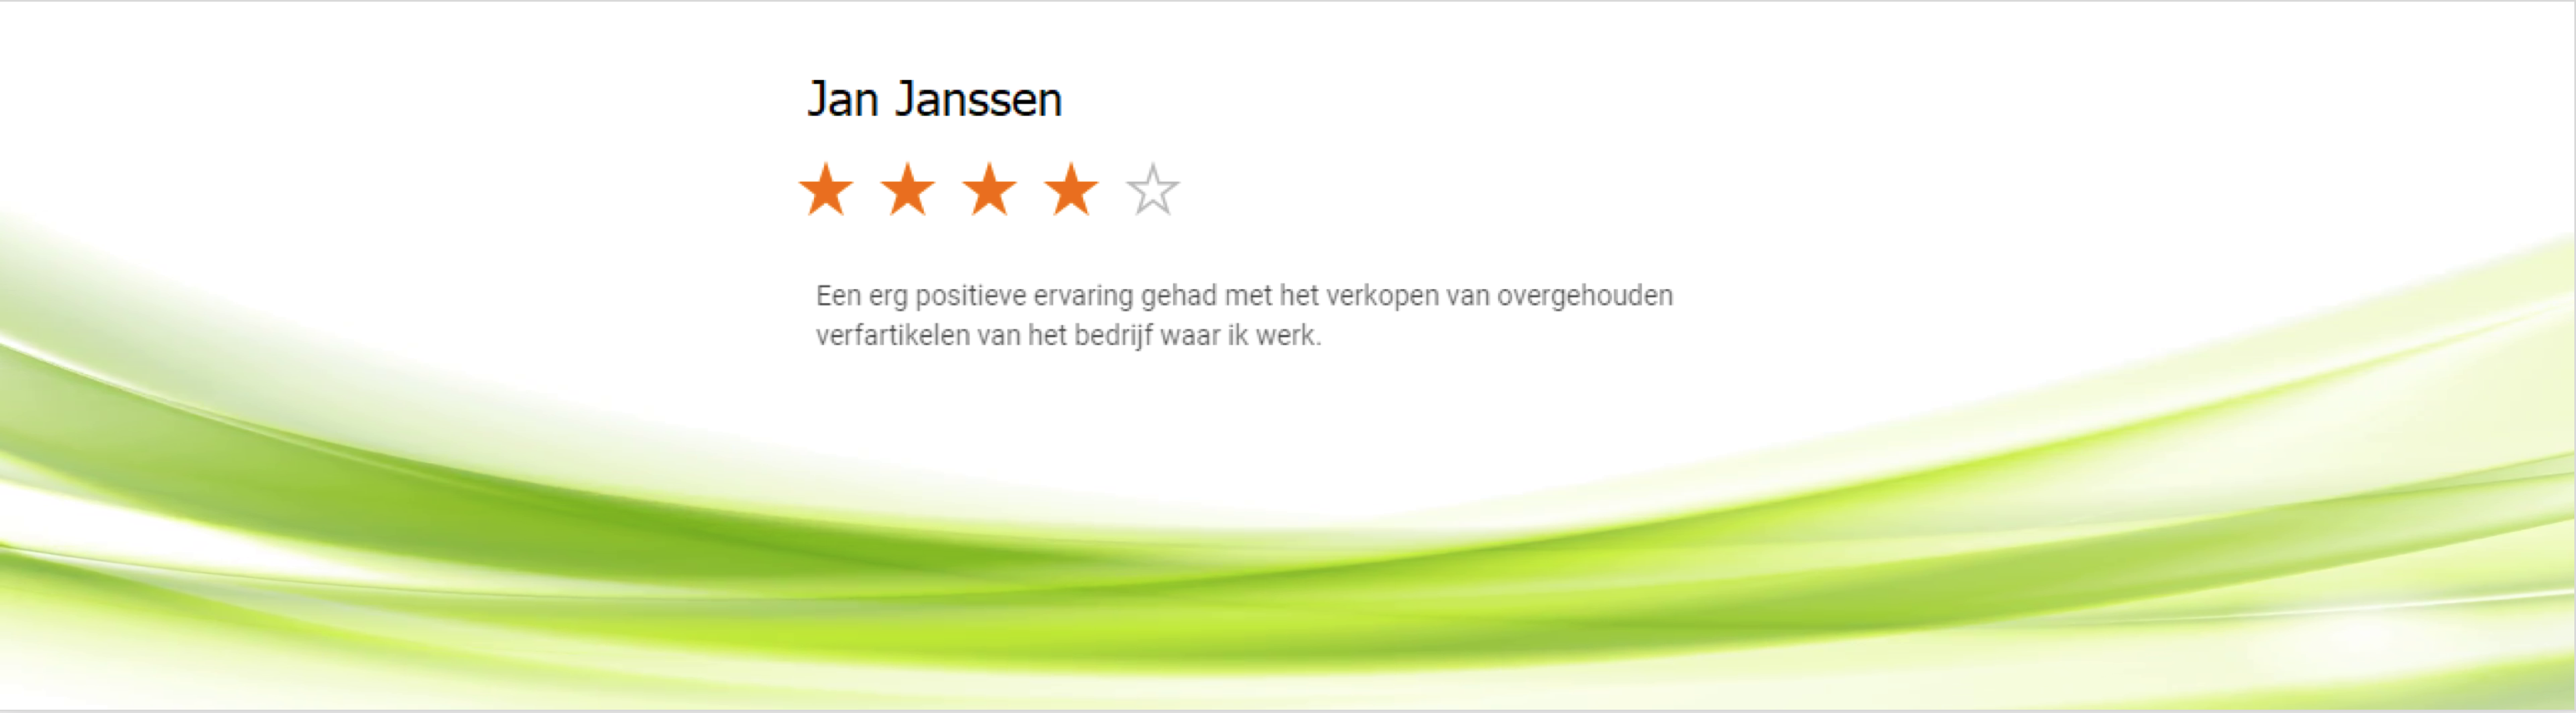 Jan Janssen
Een erg positieve ervaring gehad met het verkopen van overgehouden
verfartikelen van het bedrijf waar ik werk.